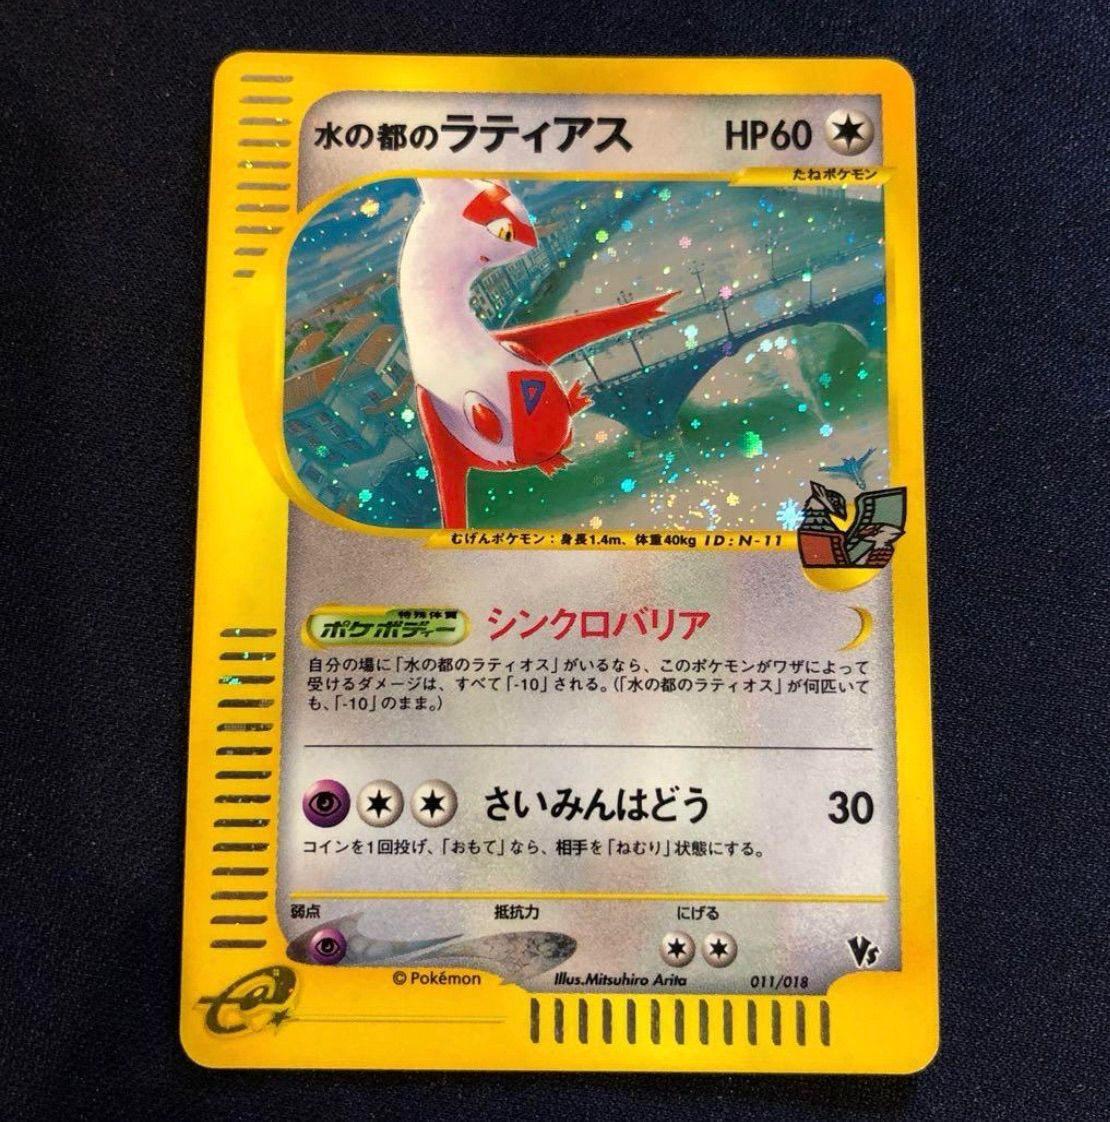 水の都のラティアス HP60
たねポケモン
むげんポケモン：身長1.4m、体重40kg ID:N-11
特殊体質
ポケボディー シンクロバリア
自分の場に「水の都のラティオス」がいるなら、このポケモンがワザによって
受けるダメージは、すべて「-10」される。（「水の都のラティオス」が何匹いて
も、「-10」のまま。）
さいみんはどう 30
コインを1回投げ、「おもて」なら、相手を「ねむり」状態にする。
弱点 抵抗力 にげる
Vs
©Pokémon Illus.Mitsuhiro Arita 011/018
e